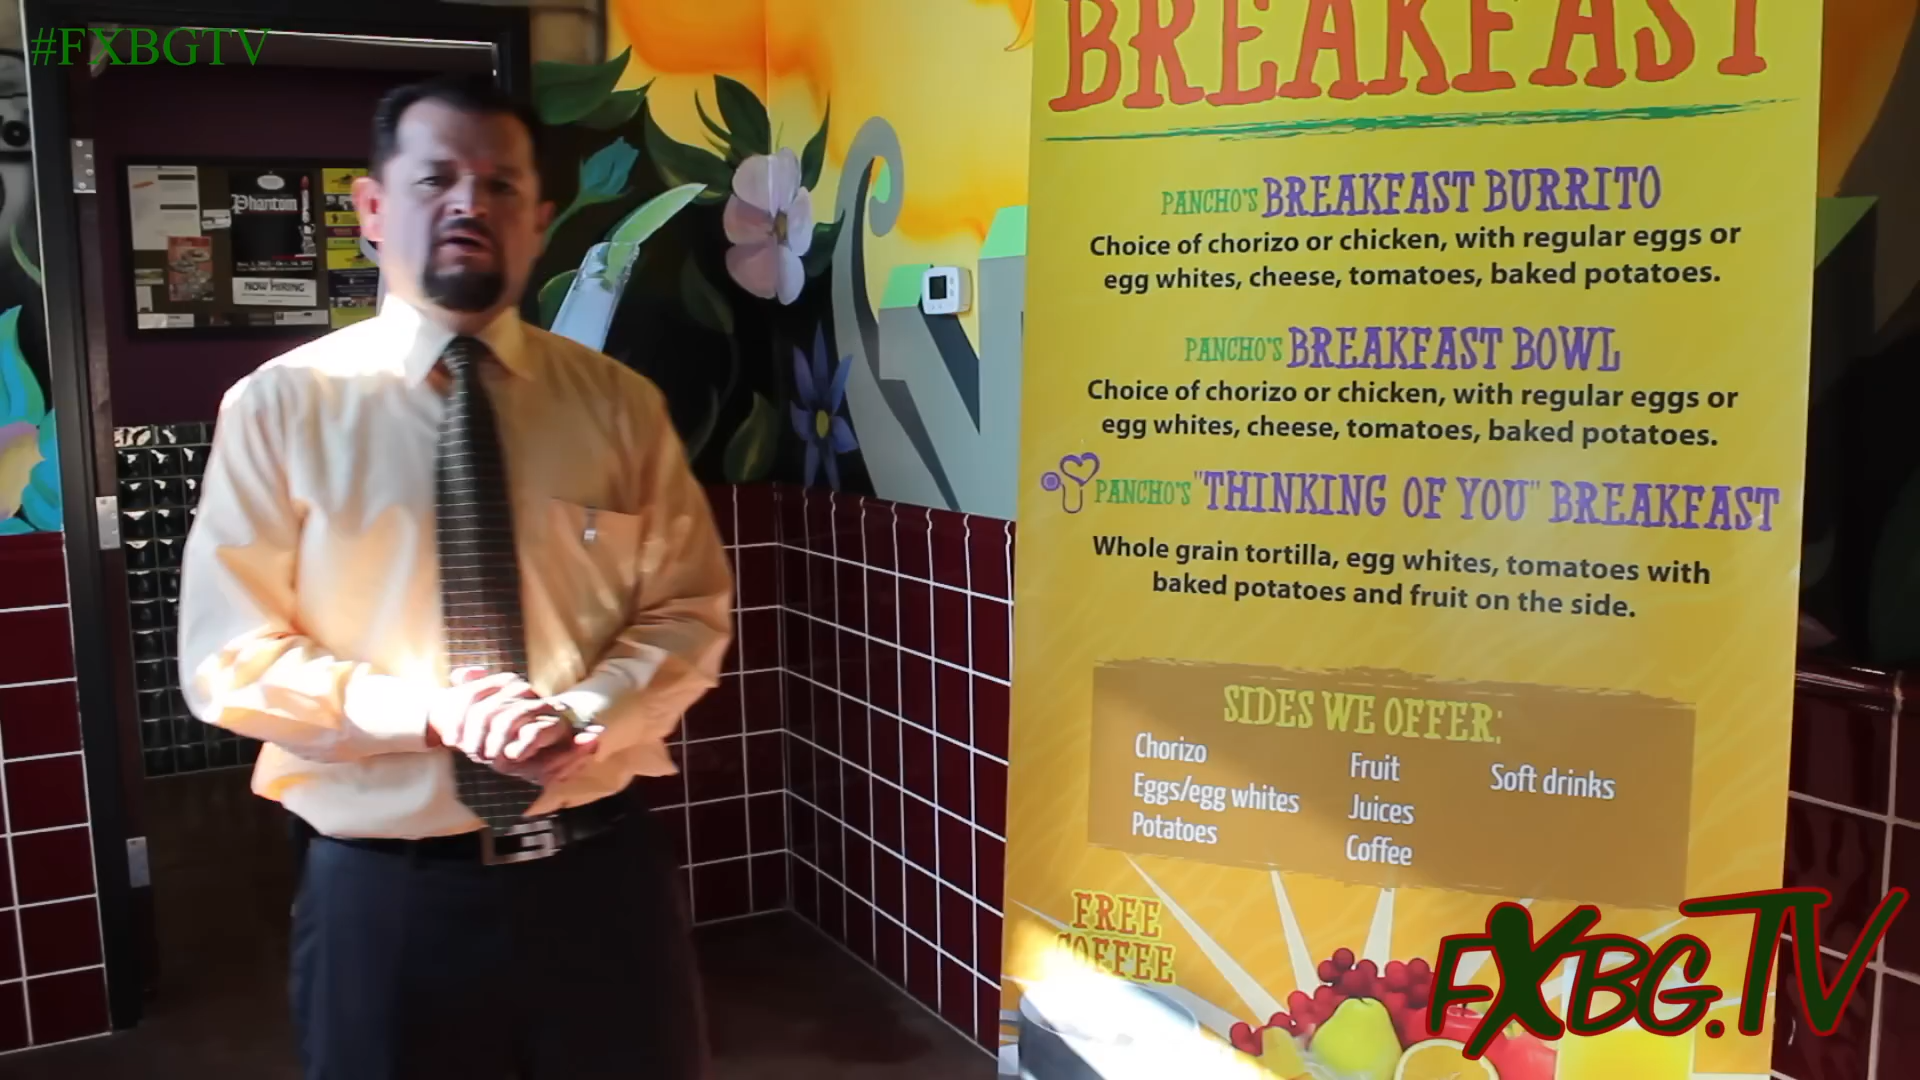 #FXBGTV
Phantom
NOW HIRING
BREAKFAST
PANCHO'S BREAKFAST BURRITO
Choice of chorizo or chicken, with regular eggs or
egg whites, cheese, tomatoes, baked potatoes.
PANCHO'S BREAKFAST BOWL
Choice of chorizo or chicken, with regular eggs or
egg whites, cheese, tomatoes, baked potatoes.
PANCHO'S "THINKING OF YOU" BREAKFAST
Whole grain tortilla, egg whites, tomatoes with
baked potatoes and fruit on the side.
SIDES WE OFFER:
Chorizo
Eggs/egg whites
Potatoes
Fruit
Juices
Coffee
Soft drinks
FREE
COFFEE
FXBG.TV